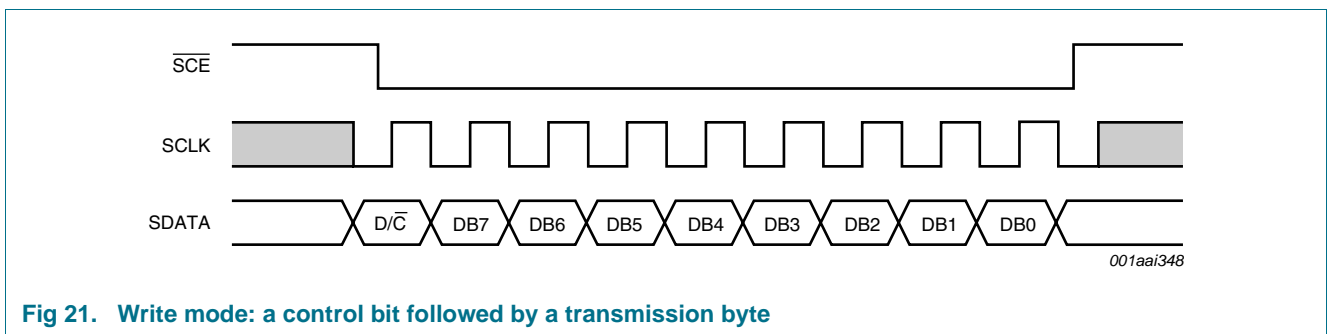 SCE
SCLK
SDATA D/C DB7 DB6 DB5 DB4 DB3 DB2 DB1 DB0
001aai348
Fig 21. Write mode: a control bit followed by a transmission byte